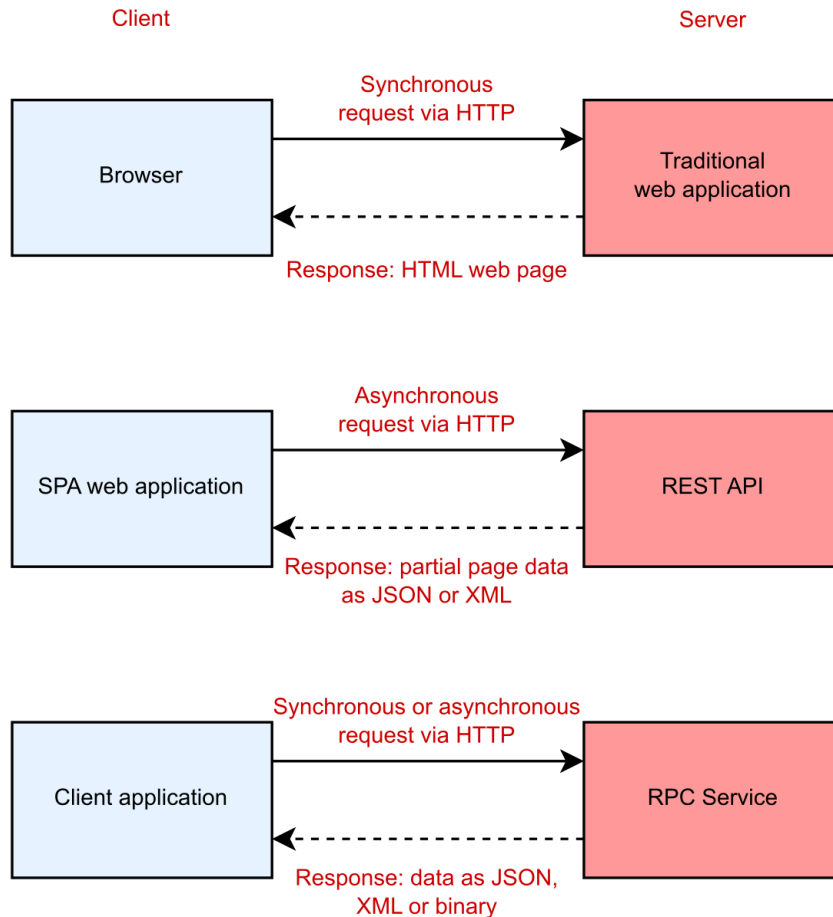 Client
Server
Synchronous
request via HTTP
Browser
Traditional
web application
Response: HTML web page
Asynchronous
request via HTTP
SPA web application
REST API
Response: partial page data
as JSON or XML
Synchronous or asynchronous
request via HTTP
Client application
RPC Service
Response: data as JSON,
XML or binary